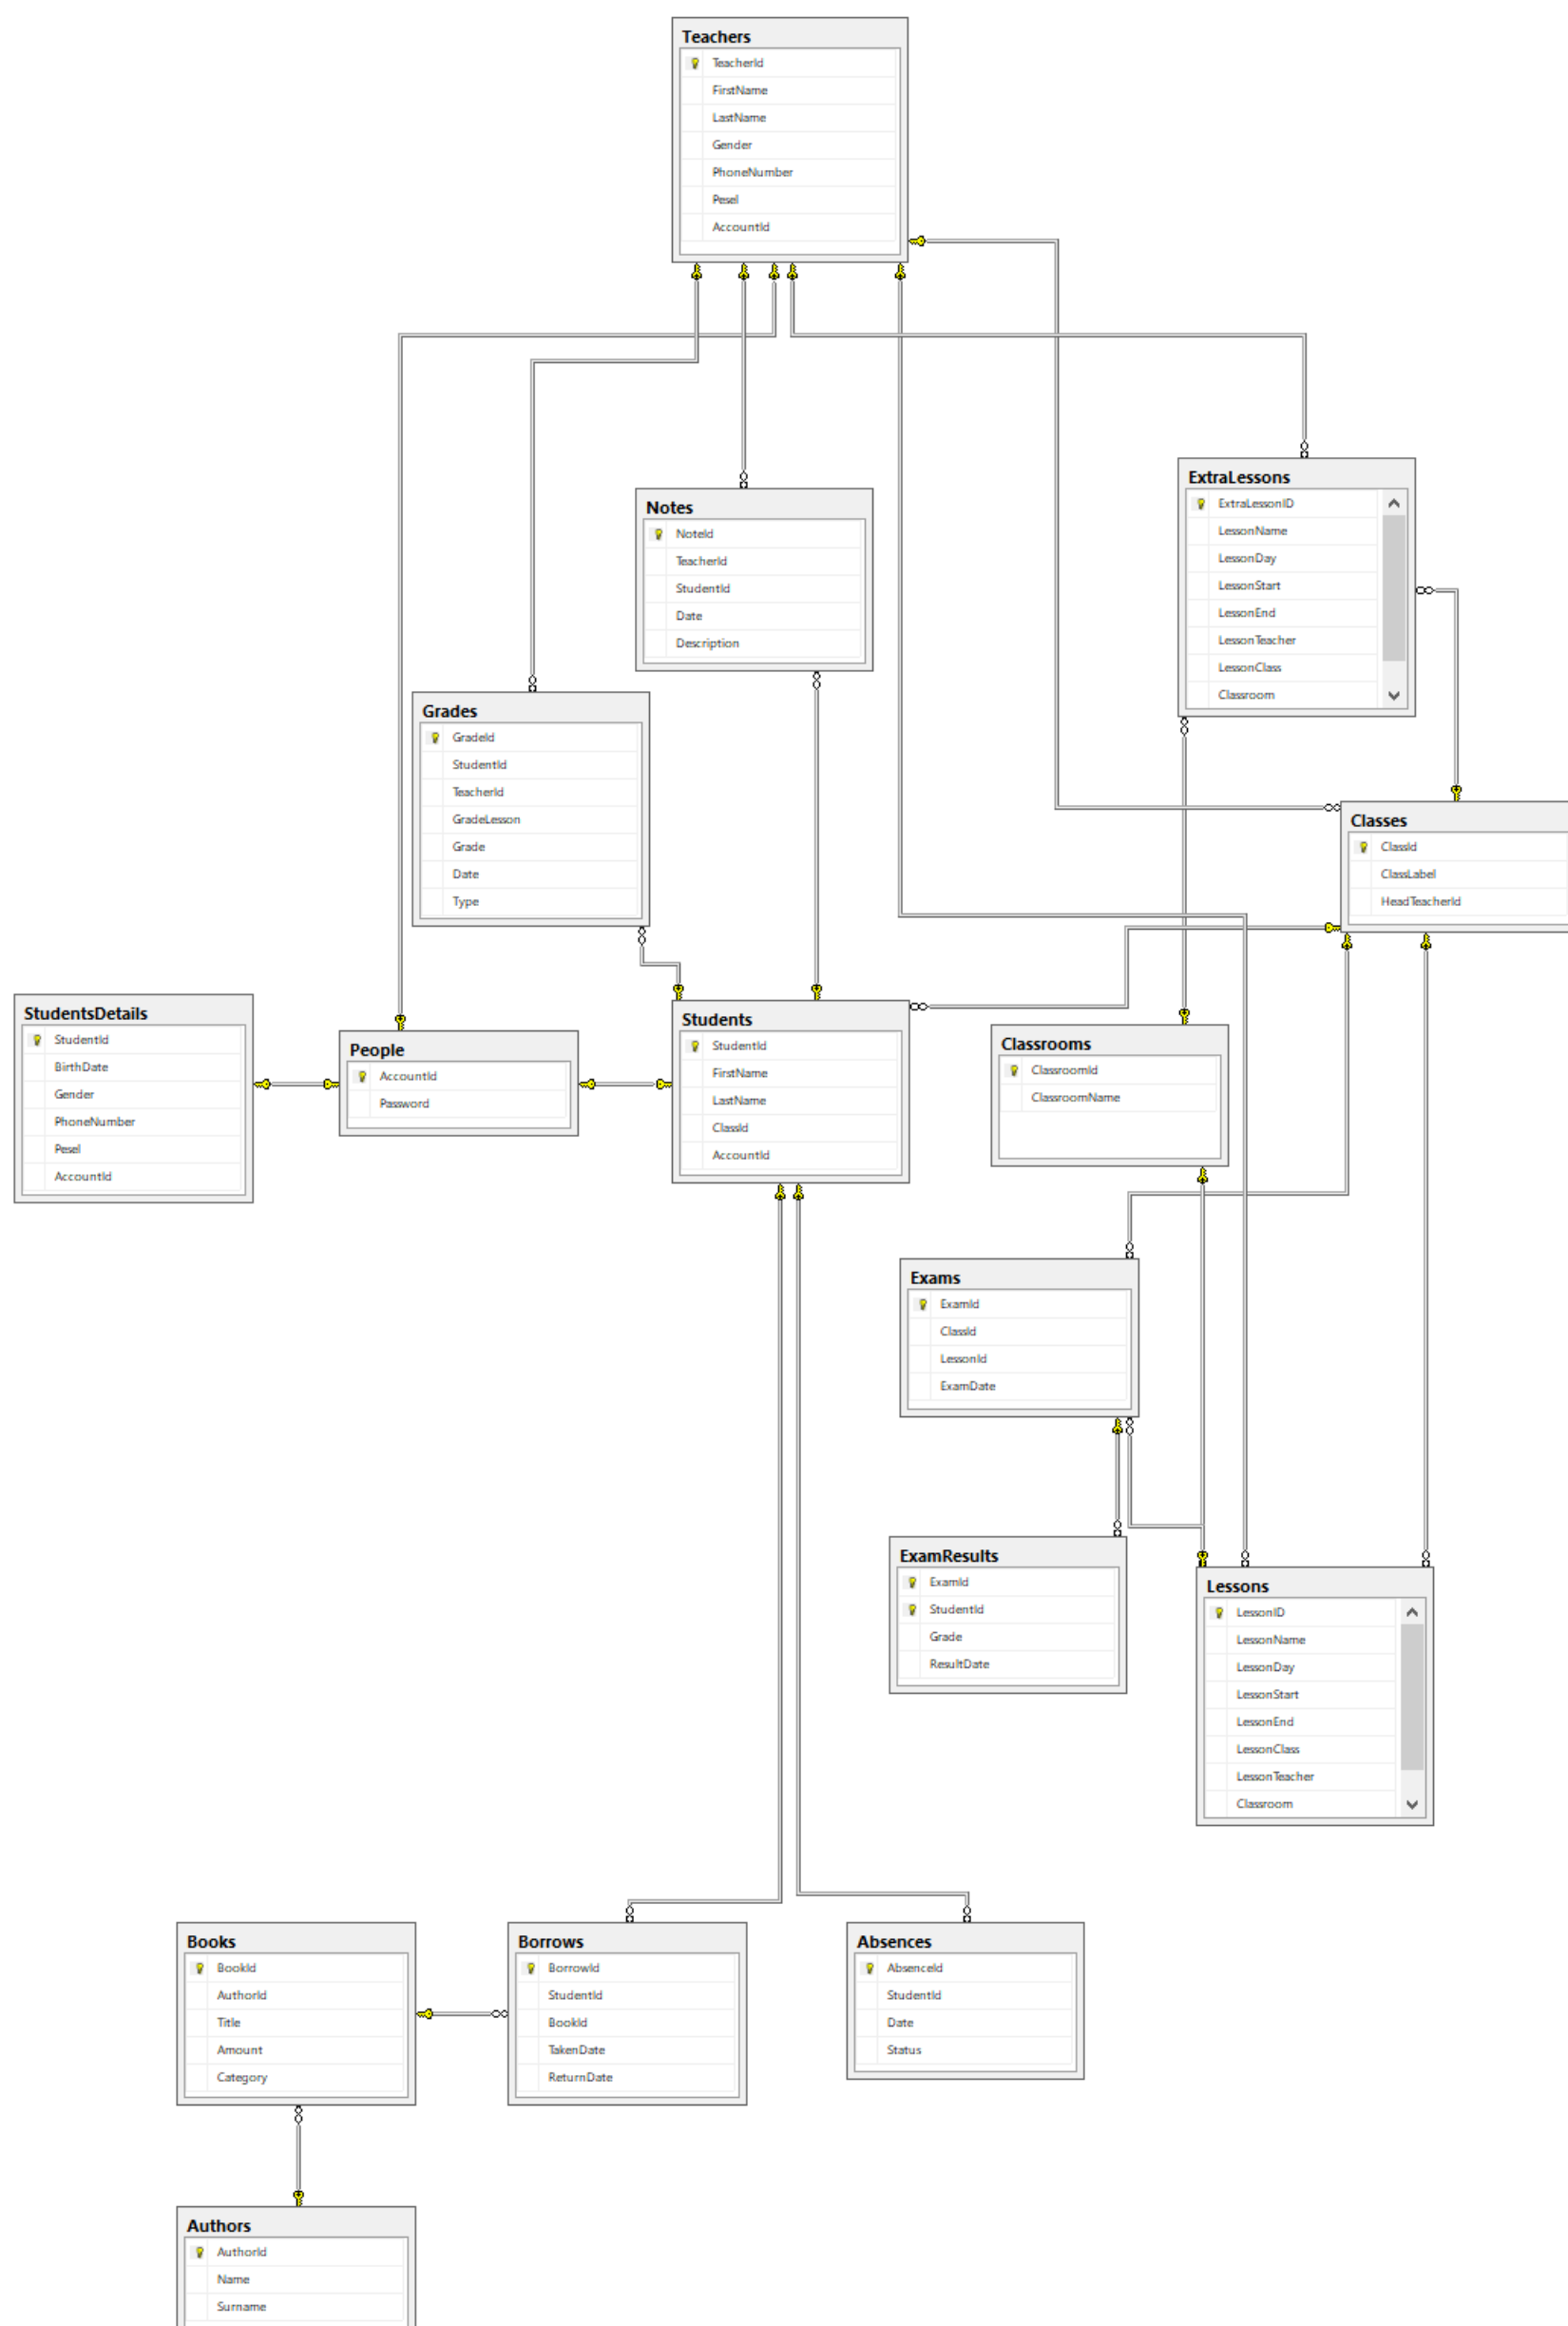 Teachers
TeacherId
FirstName
LastName
Gender
PhoneNumber
Pesel
AccountId
ExtraLessons
ExtraLessonID
LessonName
LessonDay
LessonStart
LessonEnd
LessonTeacher
LessonClass
Classroom
Notes
NoteId
TeacherId
StudentId
Date
Description
Grades
GradeId
StudentId
TeacherId
GradeLesson
Grade
Date
Type
Classes
ClassId
ClassLabel
HeadTeacherId
StudentsDetails
StudentId
BirthDate
Gender
PhoneNumber
Pesel
AccountId
People
AccountId
Password
Students
StudentId
FirstName
LastName
ClassId
AccountId
Classrooms
ClassroomId
ClassroomName
Exams
ExamId
ClassId
LessonId
ExamDate
ExamResults
ExamId
StudentId
Grade
ResultDate
Lessons
LessonID
LessonName
LessonDay
LessonStart
LessonEnd
LessonClass
LessonTeacher
Classroom
Books
BookId
AuthorId
Title
Amount
Category
Borrows
BorrowId
StudentId
BookId
TakenDate
ReturnDate
Absences
AbsenceId
StudentId
Date
Status
Authors
AuthorId
Name
Surname